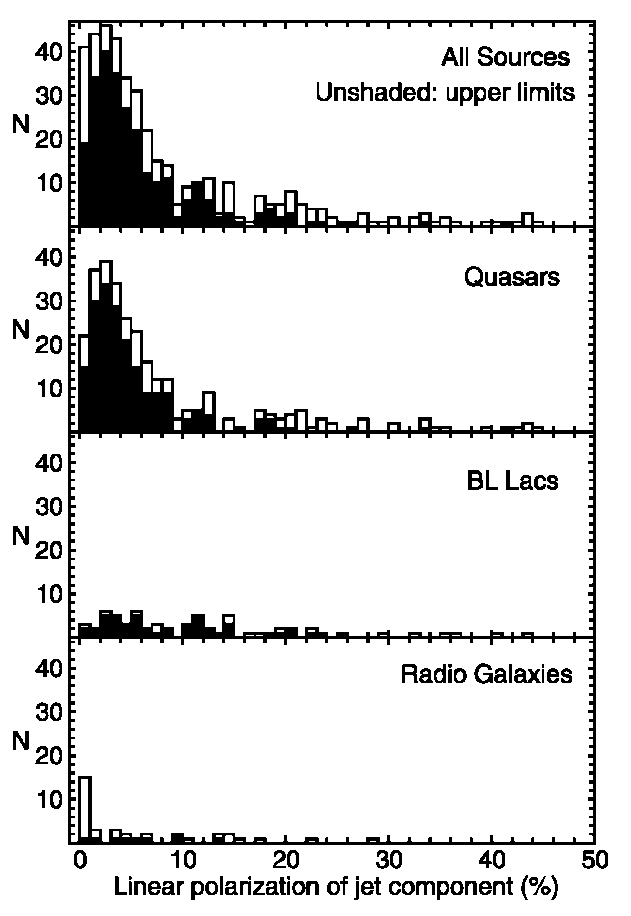 All Sources
Unshaded: upper limits
N
40
30
20
10
Quasars
N
40
30
20
10
BL Lacs
N
40
30
20
10
Radio Galaxies
N
40
30
20
10
0 10 20 30 40 50
Linear polarization of jet component (%)